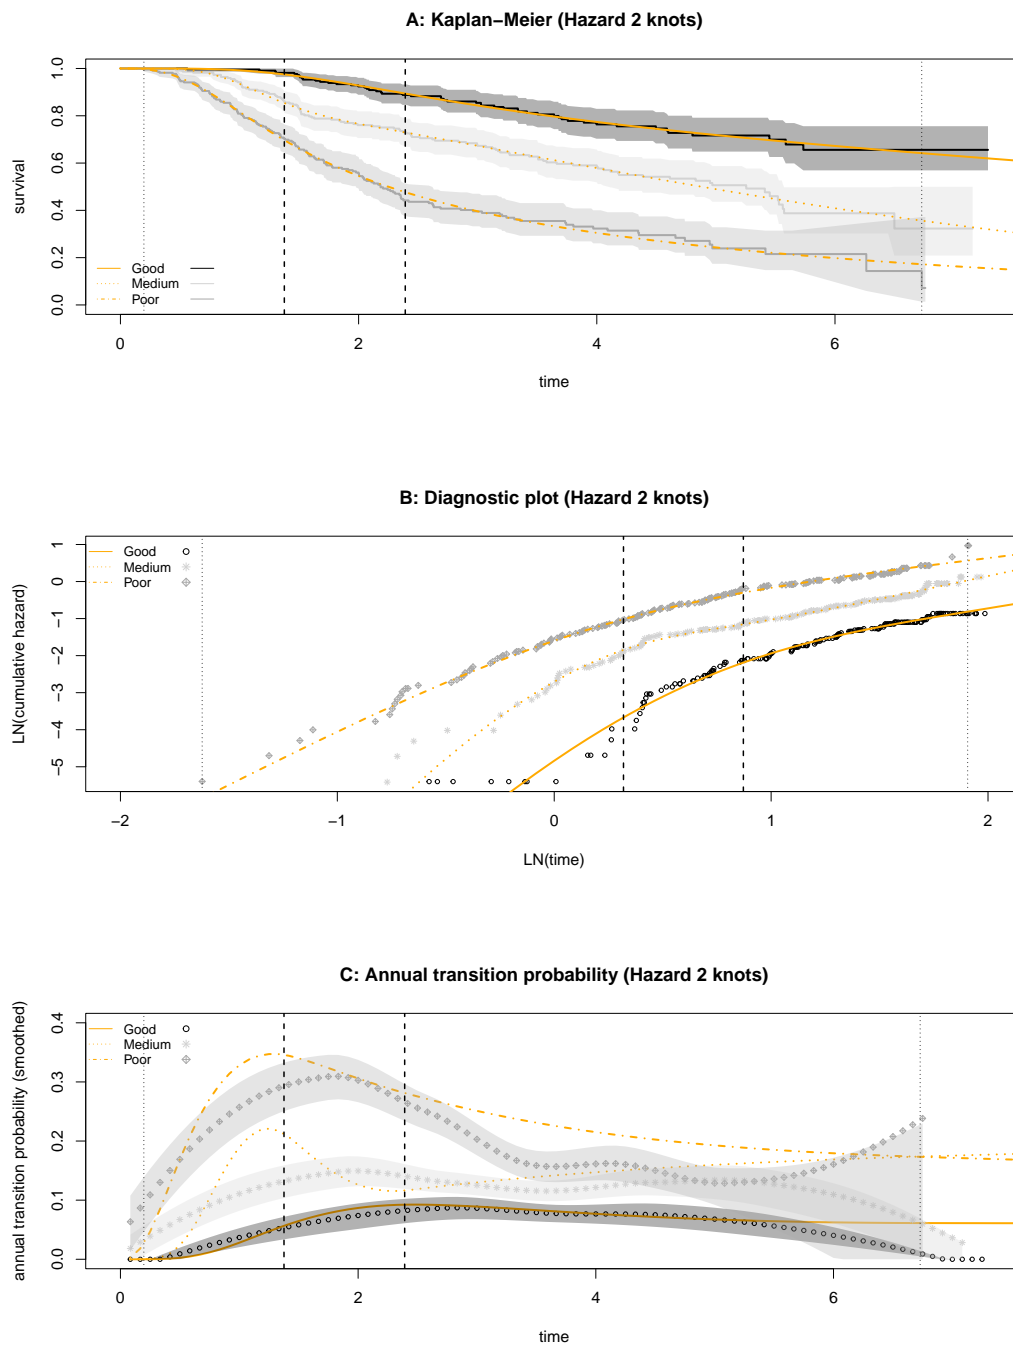 A: Kaplan−Meier (Hazard 2 knots)
survival
1.0
0.8
0.6
0.4
0.2
0.0
Good
Medium
Poor
0 2 4 6
time
B: Diagnostic plot (Hazard 2 knots)
LN(cumulative hazard)
1
0
−1
−2
−3
−4
−5
Good
Medium
Poor
−2 −1 0 1 2
LN(time)
C: Annual transition probability (Hazard 2 knots)
annual transition probability (smoothed)
0.4
0.3
0.2
0.1
0.0
Good
Medium
Poor
0 2 4 6
time